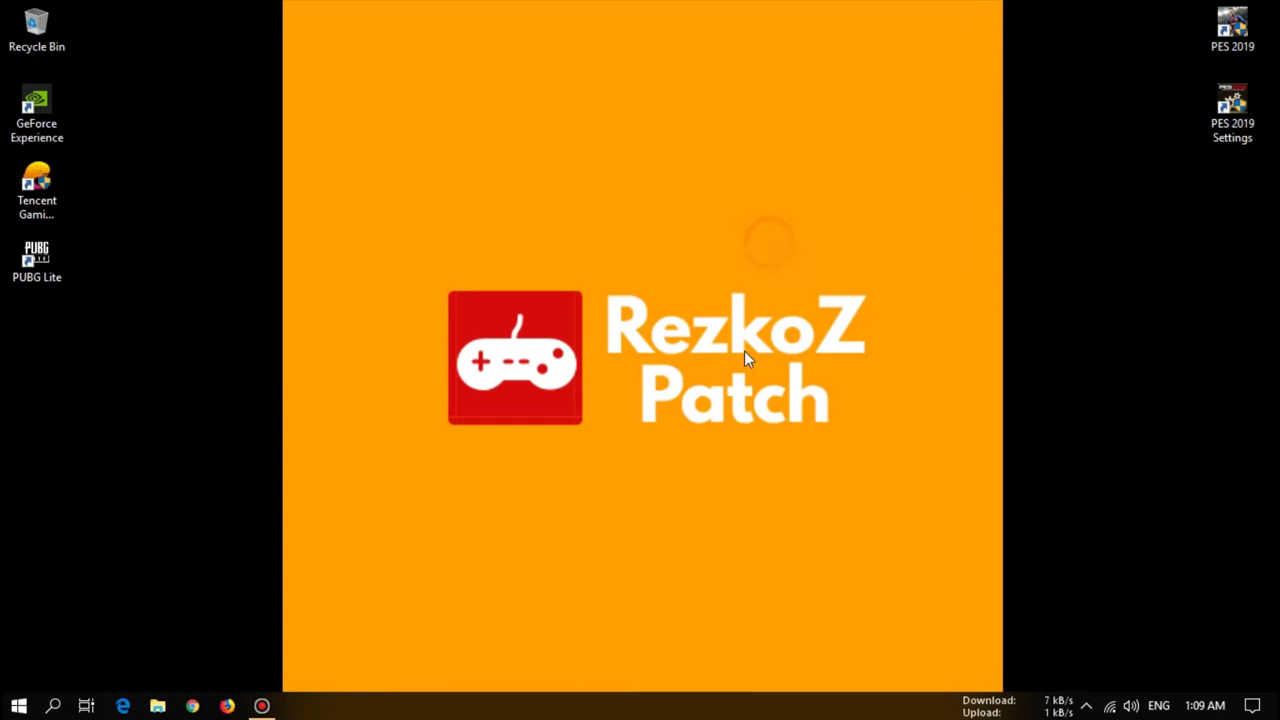 Recycle Bin
GeForce
Experience
Tencent
Gami...
PUBG
PUBG Lite
PES 2019
PES 2019
Settings
RezkoZ
Patch
Download: 7 kB/s
Upload: 1 kB/s
ENG
1:09 AM